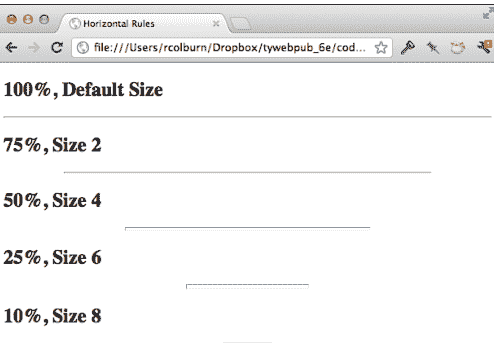 Horizontal Rules
file:///Users/rcolburn/Dropbox/tywebpub_6e/cod...
100%, Default Size
75%, Size 2
50%, Size 4
25%, Size 6
10%, Size 8